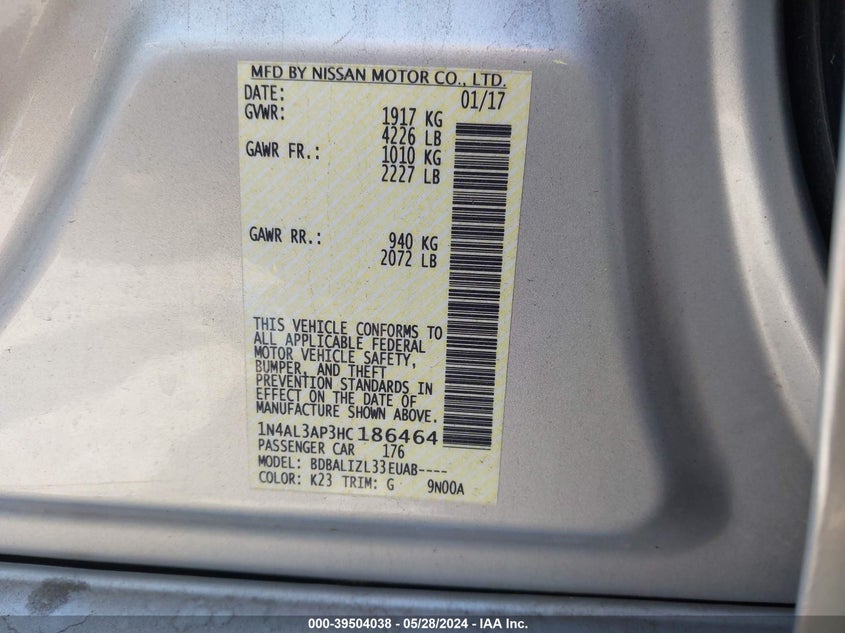 MFD BY NISSAN MOTOR CO., LTD.
DATE: 01/17
GVWR: 1917 KG
4226 LB
GAWR FR.: 1010 KG
2227 LB
GAWR RR.: 940 KG
2072 LB
THIS VEHICLE CONFORMS TO
ALL APPLICABLE FEDERAL
MOTOR VEHICLE SAFETY,
BUMPER, AND THEFT
PREVENTION STANDARDS IN
EFFECT ON THE DATE OF
MANUFACTURE SHOWN ABOVE.
1N4AL3AP3HC186464
PASSENGER CAR 176
MODEL: BDBALIZL33EUAB----
COLOR: K23 TRIM: G 9N00A
000-39504038 - 05/28/2024 - IAA Inc.